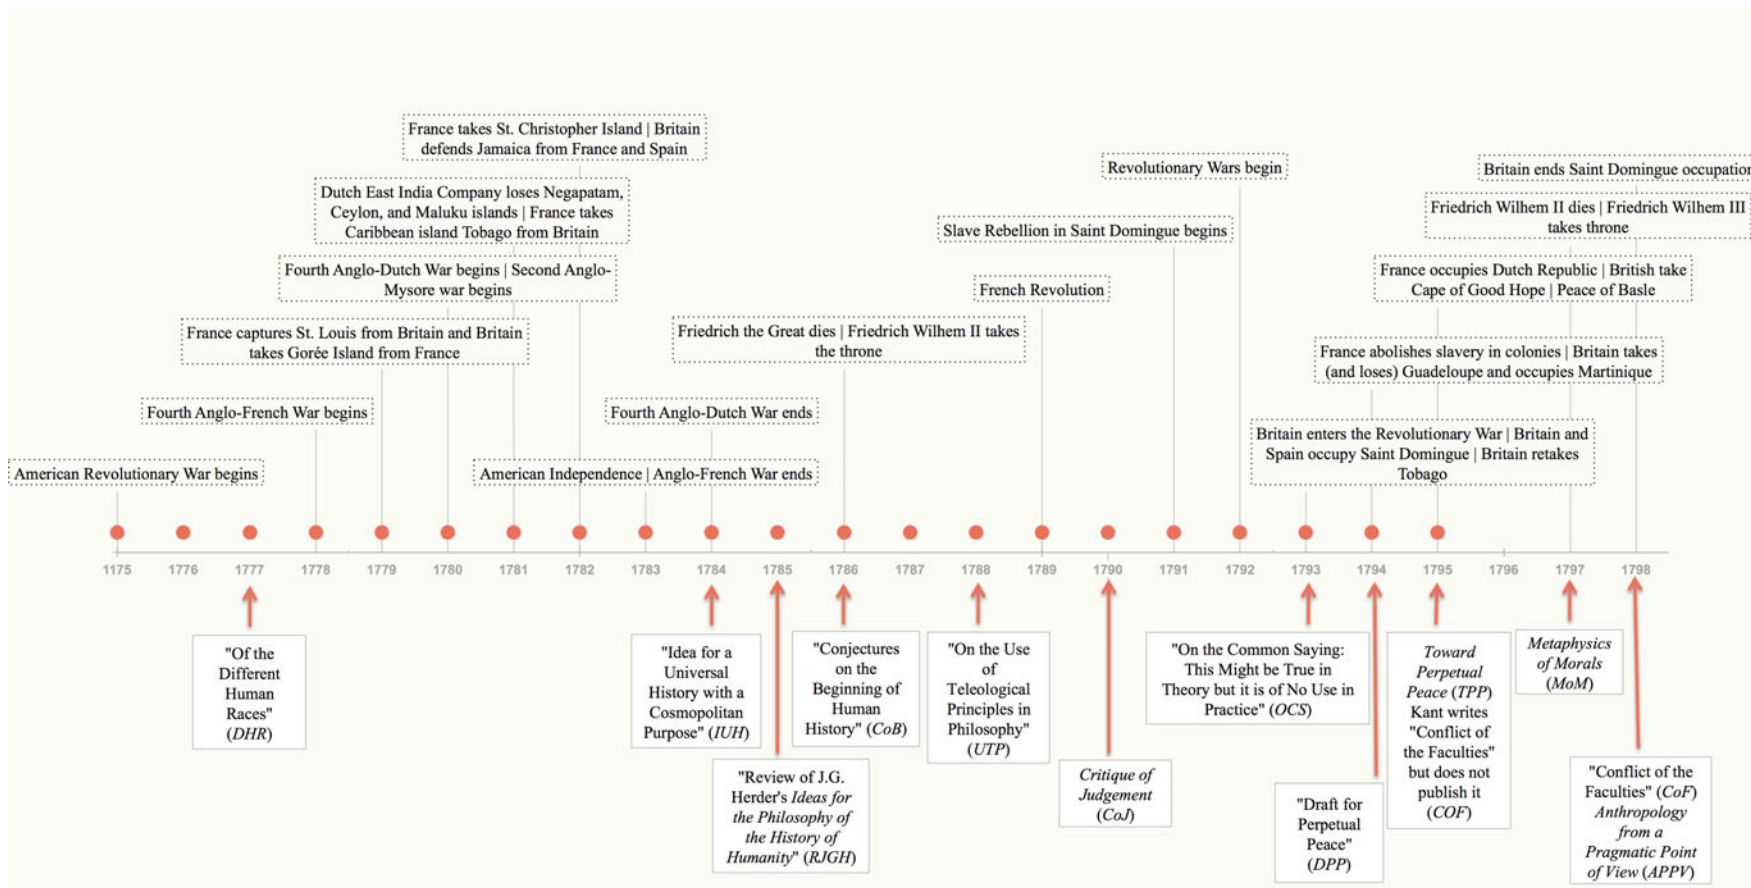 France takes St. Christopher Island | Britain
defends Jamaica from France and Spain
Dutch East India Company loses Negapatam,
Ceylon, and Maluku islands | France takes
Caribbean island Tobago from Britain
Fourth Anglo-Dutch War begins | Second Anglo-
Mysore war begins
France captures St. Louis from Britain and Britain
takes Gorée Island from France
Fourth Anglo-French War begins
American Revolutionary War begins
Friedrich the Great dies | Friedrich Wilhem II takes
the throne
Fourth Anglo-Dutch War ends
American Independence | Anglo-French War ends
Revolutionary Wars begin
Slave Rebellion in Saint Domingue begins
French Revolution
Britain ends Saint Domingue occupation
Friedrich Wilhem II dies | Friedrich Wilhem III
takes throne
France occupies Dutch Republic | British take
Cape of Good Hope | Peace of Basle
France abolishes slavery in colonies | Britain takes
(and loses) Guadeloupe and occupies Martinique
Britain enters the Revolutionary War | Britain and
Spain occupy Saint Domingue | Britain retakes
Tobago
1175 1776 1777 1778 1779 1780 1781 1782 1783 1784 1785 1786 1787 1788 1789 1790 1791 1792 1793 1794 1795 1796 1797 1798
"Of the
Different
Human
Races"
(DHR)
"Idea for a
Universal
History with a
Cosmopolitan
Purpose" (IUH)
"Review of J.G.
Herder's Ideas for
the Philosophy of
the History of
Humanity" (RJGH)
"Conjectures
on the
Beginning of
Human
History" (CoB)
"On the Use
of
Teleological
Principles in
Philosophy"
(UTP)
Critique of
Judgement
(CoJ)
"On the Common Saying:
This Might be True in
Theory but it is of No Use in
Practice" (OCS)
"Draft for
Perpetual
Peace"
(DPP)
Toward
Perpetual
Peace (TPP)
Kant writes
"Conflict of
the Faculties"
but does not
publish it
(COF)
Metaphysics
of Morals
(MoM)
"Conflict of the
Faculties" (CoF)
Anthropology
from a
Pragmatic Point
of View (APPV)